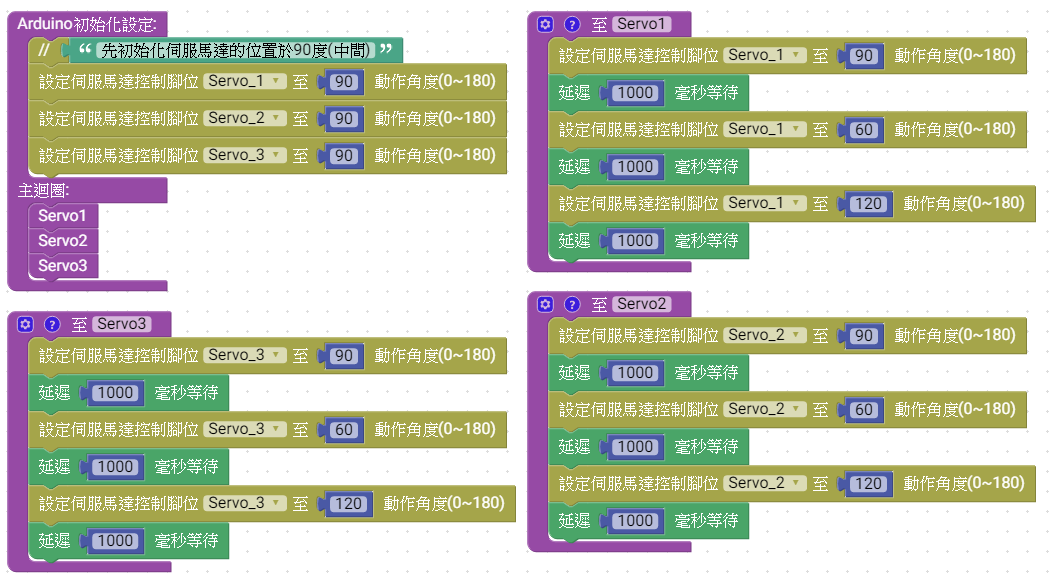 Arduino初始化設定:
// “ 先初始化伺服馬達的位置於90度(中間) ”
設定伺服馬達控制腳位 Servo_1 至 90 動作角度(0~180)
設定伺服馬達控制腳位 Servo_2 至 90 動作角度(0~180)
設定伺服馬達控制腳位 Servo_3 至 90 動作角度(0~180)
主迴圈:
Servo1
Servo2
Servo3
? 至 Servo1
設定伺服馬達控制腳位 Servo_1 至 90 動作角度(0~180)
延遲 1000 毫秒等待
設定伺服馬達控制腳位 Servo_1 至 60 動作角度(0~180)
延遲 1000 毫秒等待
設定伺服馬達控制腳位 Servo_1 至 120 動作角度(0~180)
延遲 1000 毫秒等待
? 至 Servo3
設定伺服馬達控制腳位 Servo_3 至 90 動作角度(0~180)
延遲 1000 毫秒等待
設定伺服馬達控制腳位 Servo_3 至 60 動作角度(0~180)
延遲 1000 毫秒等待
設定伺服馬達控制腳位 Servo_3 至 120 動作角度(0~180)
延遲 1000 毫秒等待
? 至 Servo2
設定伺服馬達控制腳位 Servo_2 至 90 動作角度(0~180)
延遲 1000 毫秒等待
設定伺服馬達控制腳位 Servo_2 至 60 動作角度(0~180)
延遲 1000 毫秒等待
設定伺服馬達控制腳位 Servo_2 至 120 動作角度(0~180)
延遲 1000 毫秒等待